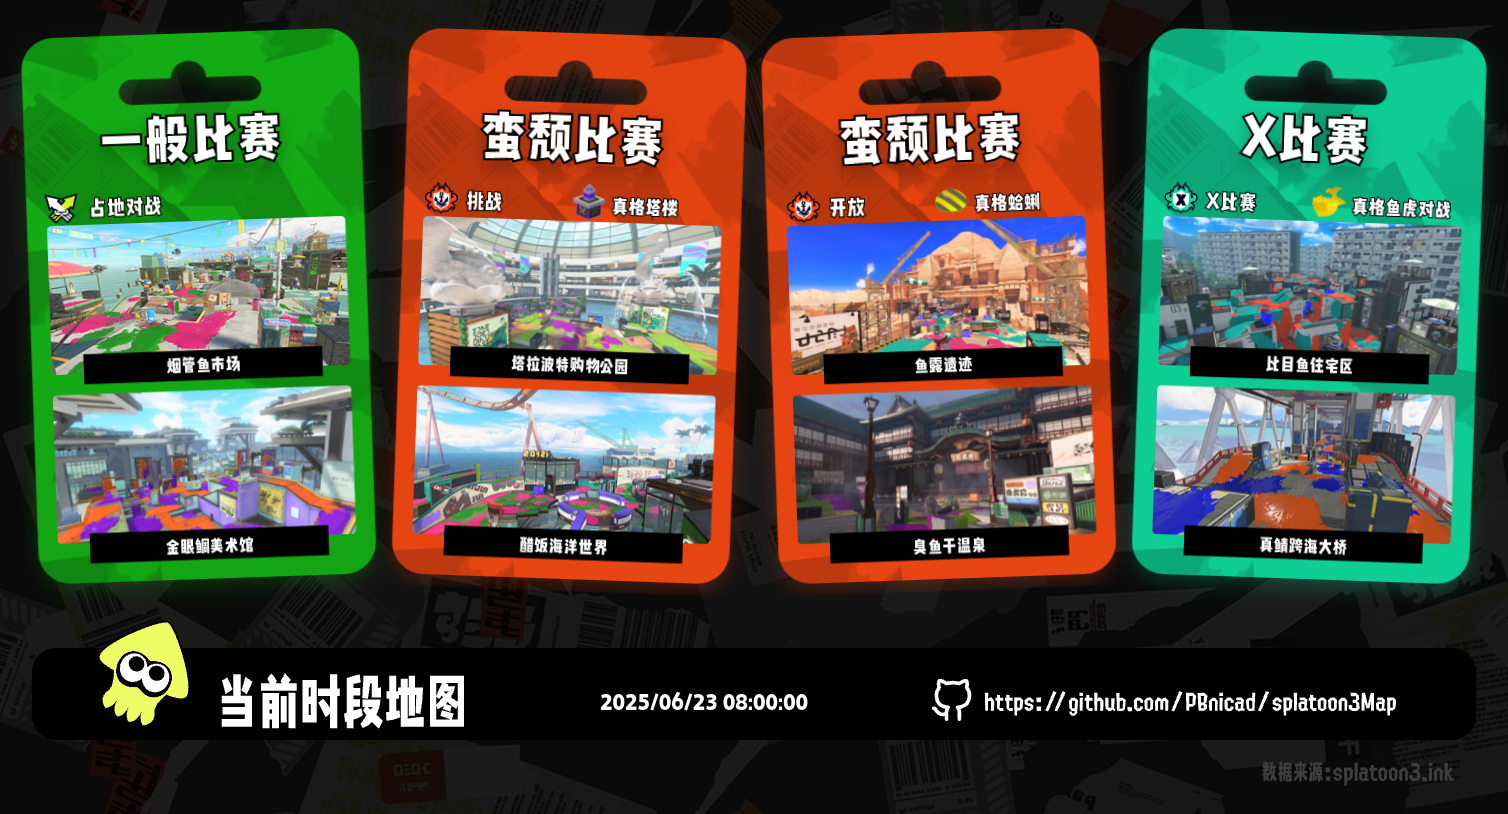 一般比赛
占地对战
烟管鱼市场
金眼鲷美术馆
蛮颓比赛
挑战
真格塔楼
塔拉波特购物公园
醋饭海洋世界
蛮颓比赛
开放
真格蛤蜊
鱼露遗迹
臭鱼干温泉
X比赛
X比赛
真格鱼虎对战
比目鱼住宅区
真鲭跨海大桥
当前时段地图
2025/06/23 08:00:00
https://github.com/PBnicad/splatoon3Map
数据来源:splatoon3.ink